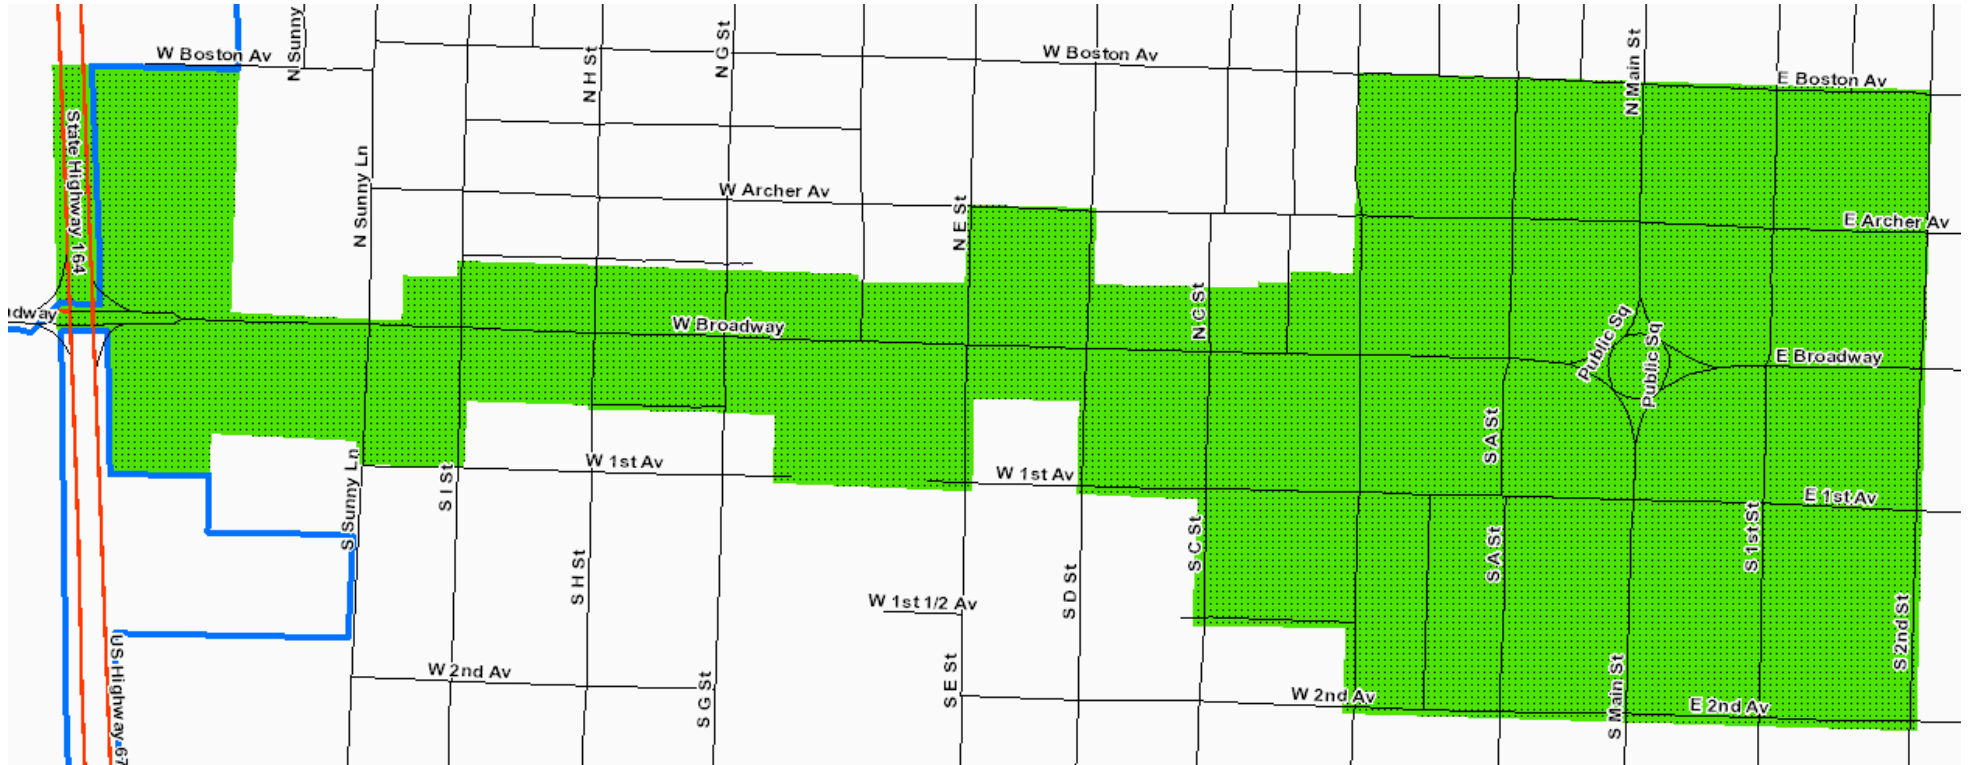 N Sunny
W Boston Av
N H St
N G St
W Boston Av
N Main St
E Boston Av
State Highway 164
N Sunny Ln
W Archer Av
N E St
E Archer Av
dway
W Broadway
N C St
Public Sq
Public Sq
E Broadway
S A St
S Sunny Ln
S I St
W 1st Av
W 1st Av
E 1st Av
S H St
S D St
S C St
S A St
S 1st St
W 1st 1/2 Av
S 2nd St
US Highway 67
W 2nd Av
S G St
S E St
W 2nd Av
S Main St
E 2nd Av